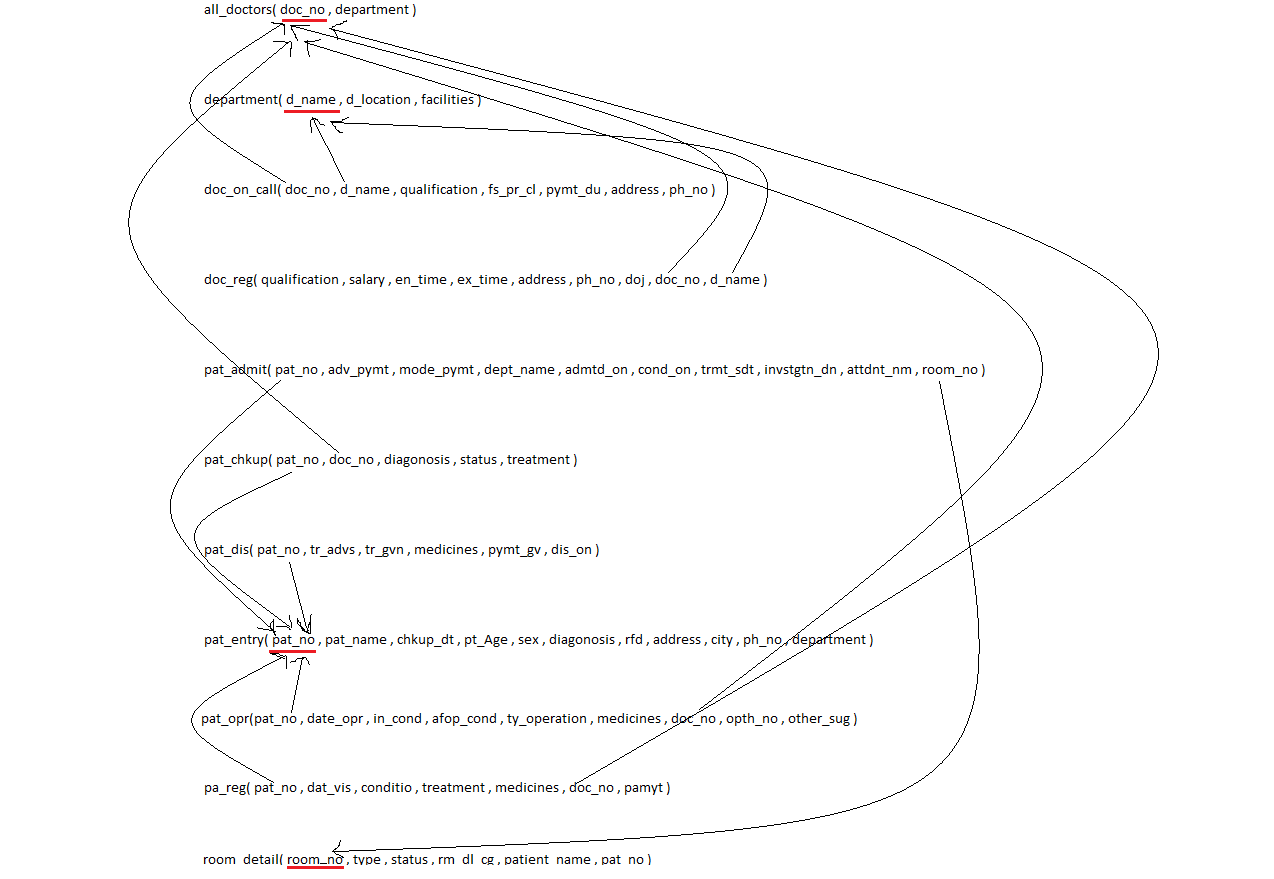 all_doctors( doc_no , department )
department( d_name , d_location , facilities )
doc_on_call( doc_no , d_name , qualification , fs_pr_cl , pymt_du , address , ph_no )
doc_reg( qualification , salary , en_time , ex_time , address , ph_no , doj , doc_no , d_name )
pat_admit( pat_no , adv_pymt , mode_pymt , dept_name , admtd_on , cond_on , trmt_sdt , invstgtn_dn , attdnt_nm , room_no )
pat_chkup( pat_no , doc_no , diagonosis , status , treatment )
pat_dis( pat_no , tr_advs , tr_gvn , medicines , pymt_gv , dis_on )
pat_entry( pat_no , pat_name , chkup_dt , pt_Age , sex , diagonosis , rfd , address , city , ph_no , department )
pat_opr(pat_no , date_opr , in_cond , afop_cond , ty_operation , medicines , doc_no , opth_no , other_sug )
pa_reg( pat_no , dat_vis , conditio , treatment , medicines , doc_no , pamyt )
room_detail( room_no , type , status , rm_dl_cg , patient_name , pat_no )